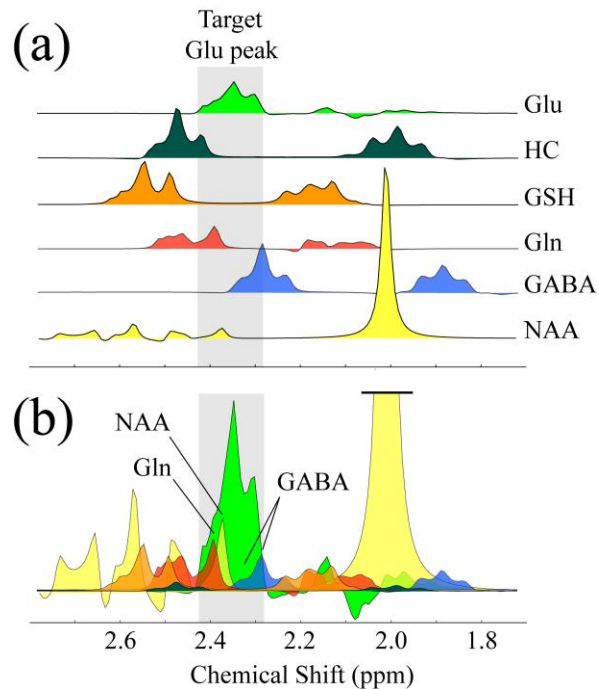 Target
Glu peak
(a)
Glu
HC
GSH
Gln
GABA
NAA
(b)
NAA
Gln
GABA
2.6 2.4 2.2 2.0 1.8
Chemical Shift (ppm)